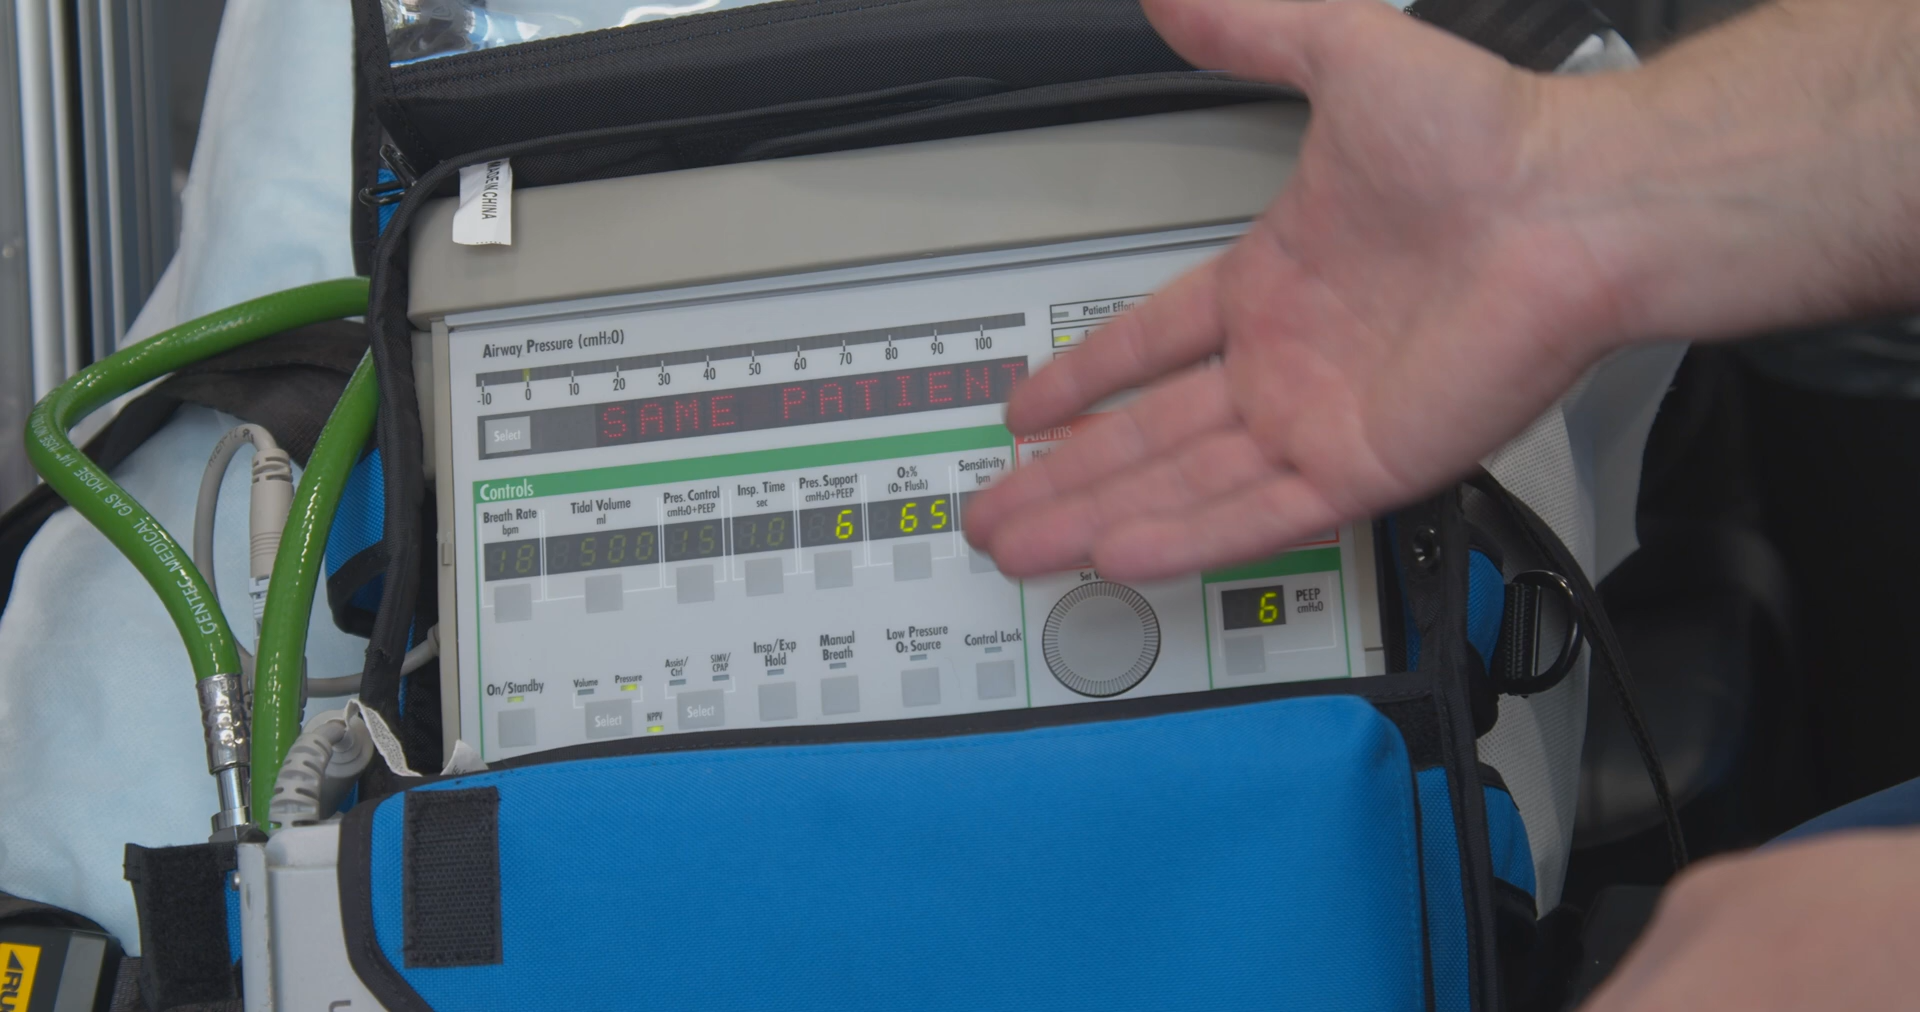 MADE IN CHINA
Airway Pressure (cmH₂O)
-10 0 10 20 30 40 50 60 70 80 90 100
Patient Effort
Select
SAME PATIENT
Controls
Alarms
Breath Rate
bpm
Tidal Volume
ml
Pres. Control
cmH₂O+PEEP
Insp. Time
sec
Pres. Support
cmH₂O+PEEP
O₂%
(O₂ Flush)
Sensitivity
lpm
18 500 15 1.0 6 65
6
PEEP
cmH₂O
On/Standby
Volume
Pressure
Select
NPPV
Assist/
Ctrl
SIMV/
CPAP
Select
Insp/Exp
Hold
Manual
Breath
Low Pressure
O₂ Source
Control Lock
GENTEC MEDICAL GAS HOSE 1/4"